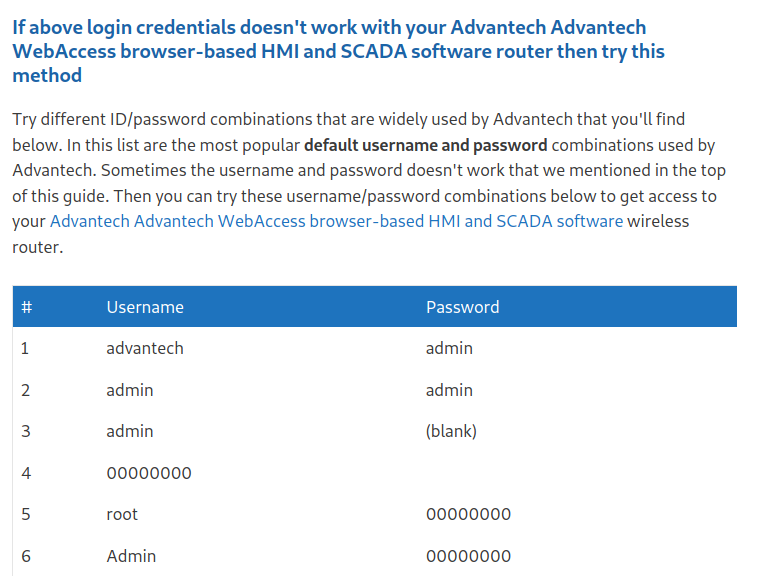 If above login credentials doesn't work with your Advantech Advantech
WebAccess browser-based HMI and SCADA software router then try this
method
Try different ID/password combinations that are widely used by Advantech that you'll find
below. In this list are the most popular default username and password combinations used by
Advantech. Sometimes the username and password doesn't work that we mentioned in the top
of this guide. Then you can try these username/password combinations below to get access to
your Advantech Advantech WebAccess browser-based HMI and SCADA software wireless
router.
# Username Password
1 advantech admin
2 admin admin
3 admin (blank)
4 00000000
5 root 00000000
6 Admin 00000000